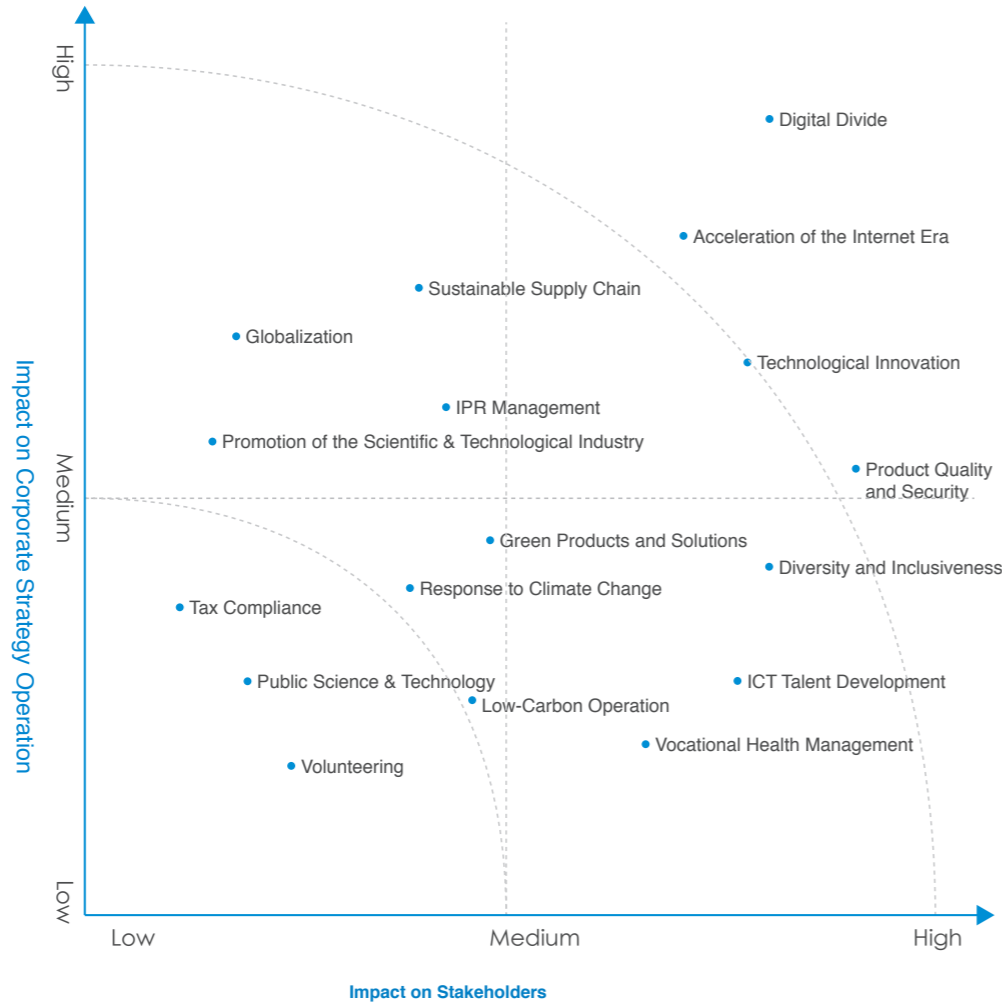 High
Digital Divide
Acceleration of the Internet Era
Sustainable Supply Chain
Globalization
Technological Innovation
IPR Management
Promotion of the Scientific & Technological Industry
Product Quality
and Security
Impact on Corporate Strategy Operation
Medium
Green Products and Solutions
Diversity and Inclusiveness
Response to Climate Change
Tax Compliance
Public Science & Technology
ICT Talent Development
Low-Carbon Operation
Vocational Health Management
Volunteering
Low
Low
Medium
High
Impact on Stakeholders